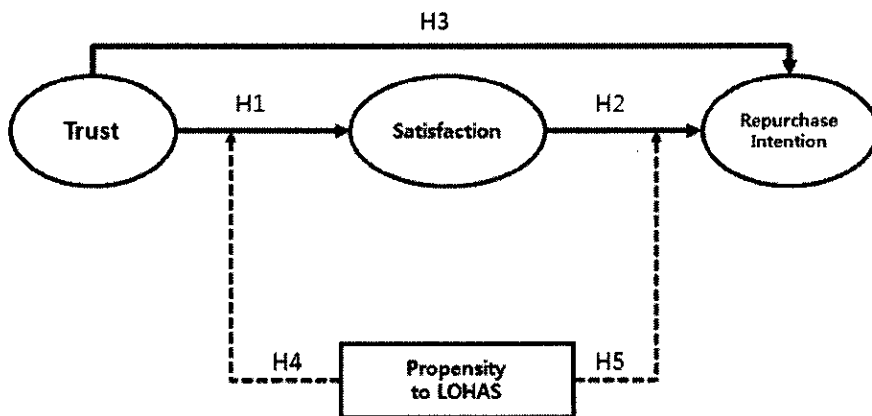 H3
H1
H2
Trust
Satisfaction
Repurchase
Intention
H4
Propensity
to LOHAS
H5